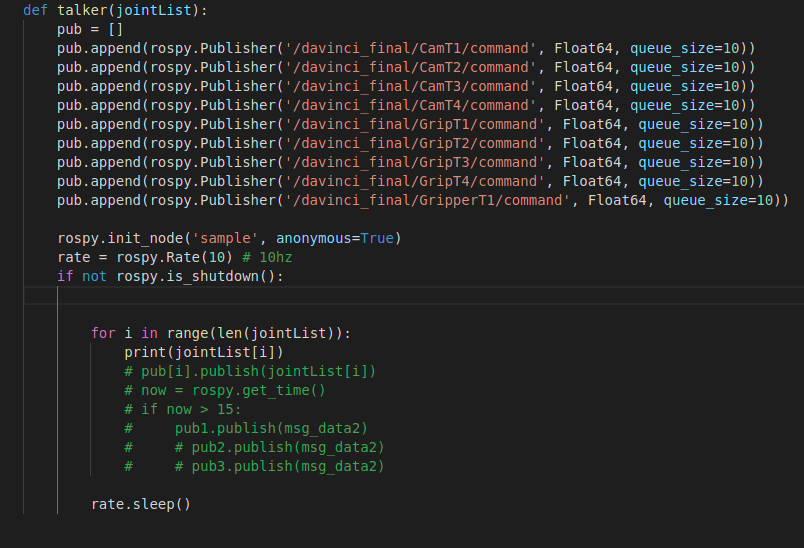 def talker(jointList):
    pub = []
    pub.append(rospy.Publisher('/davinci_final/CamT1/command', Float64, queue_size=10))
    pub.append(rospy.Publisher('/davinci_final/CamT2/command', Float64, queue_size=10))
    pub.append(rospy.Publisher('/davinci_final/CamT3/command', Float64, queue_size=10))
    pub.append(rospy.Publisher('/davinci_final/CamT4/command', Float64, queue_size=10))
    pub.append(rospy.Publisher('/davinci_final/GripT1/command', Float64, queue_size=10))
    pub.append(rospy.Publisher('/davinci_final/GripT2/command', Float64, queue_size=10))
    pub.append(rospy.Publisher('/davinci_final/GripT3/command', Float64, queue_size=10))
    pub.append(rospy.Publisher('/davinci_final/GripT4/command', Float64, queue_size=10))
    pub.append(rospy.Publisher('/davinci_final/GripperT1/command', Float64, queue_size=10))

    rospy.init_node('sample', anonymous=True)
    rate = rospy.Rate(10) # 10hz
    if not rospy.is_shutdown():


        for i in range(len(jointList)):
            print(jointList[i])
            # pub[i].publish(jointList[i])
            # now = rospy.get_time()
            # if now > 15:
            #     pub1.publish(msg_data2)
            #     # pub2.publish(msg_data2)
            #     # pub3.publish(msg_data2)

        rate.sleep()